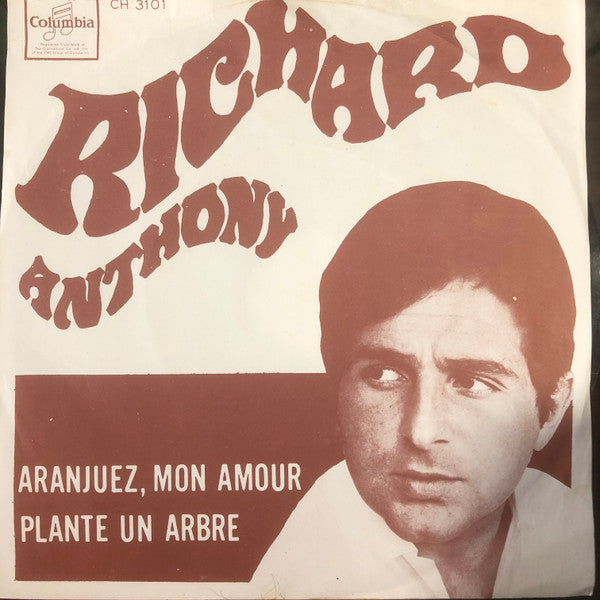 Columbia
CH 3101
RICHARD
ANTHONY
ARANJUEZ, MON AMOUR
PLANTE UN ARBRE